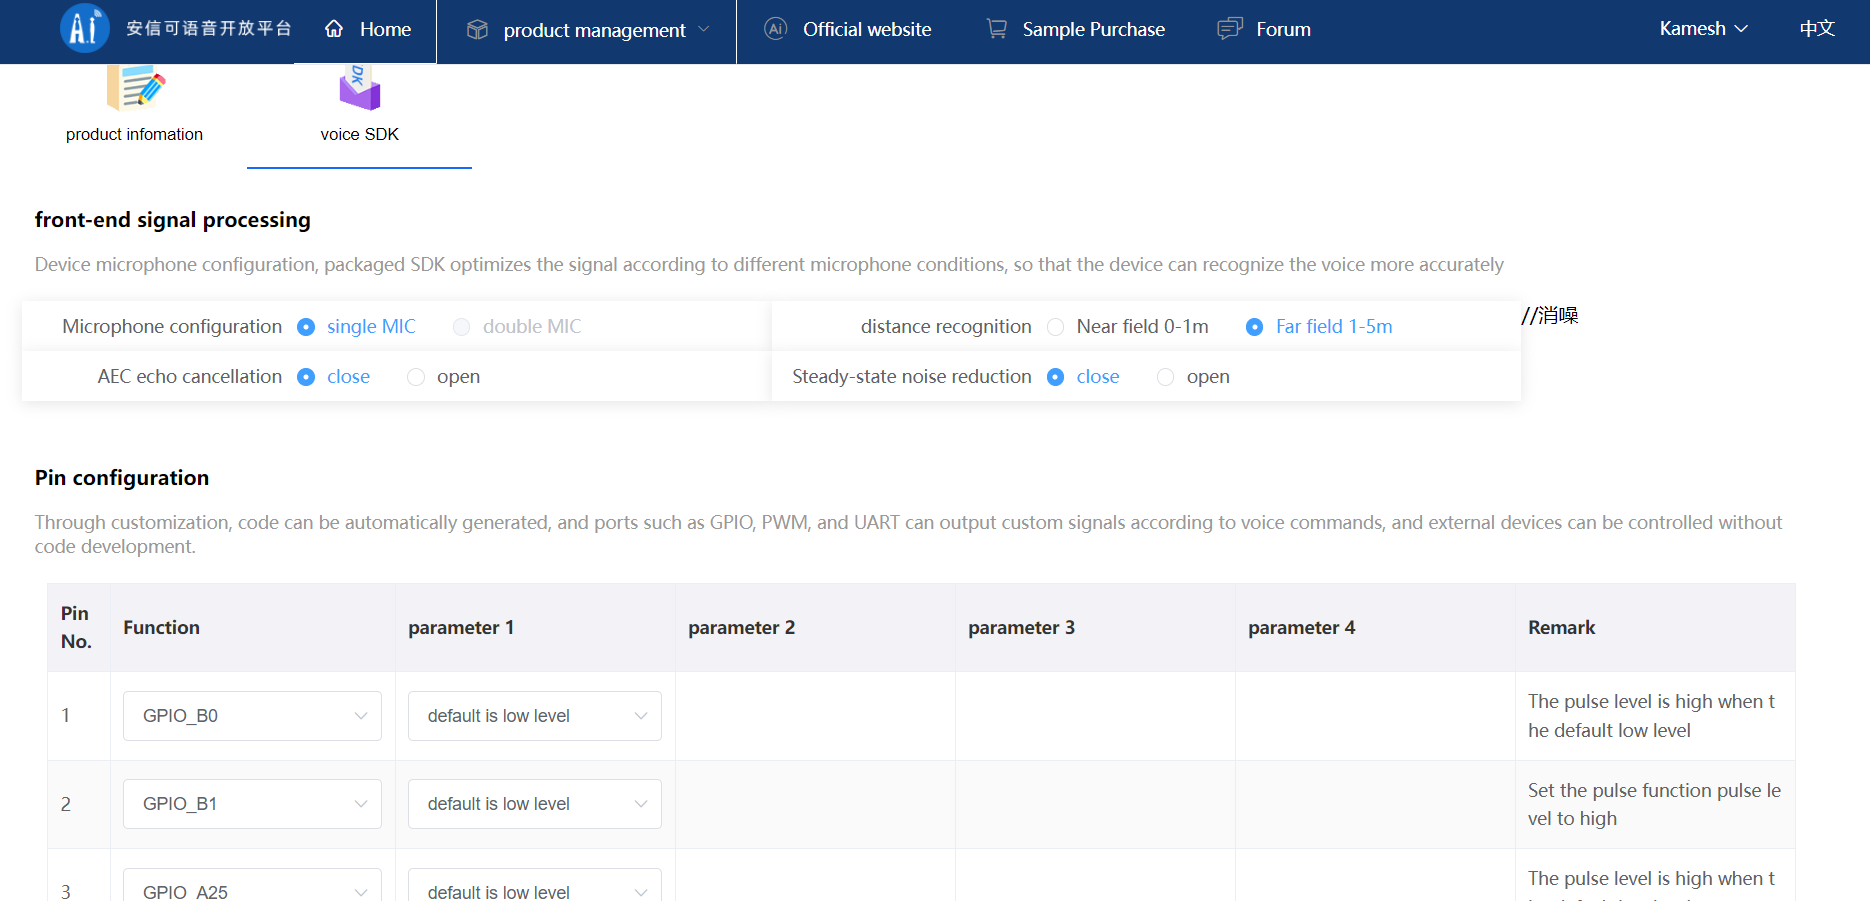 安信可语音开放平台 Home product management Official website Sample Purchase Forum Kamesh 中文
product infomation voice SDK
front-end signal processing
Device microphone configuration, packaged SDK optimizes the signal according to different microphone conditions, so that the device can recognize the voice more accurately
Microphone configuration single MIC double MIC distance recognition Near field 0-1m Far field 1-5m //消噪
AEC echo cancellation close open Steady-state noise reduction close open
Pin configuration
Through customization, code can be automatically generated, and ports such as GPIO, PWM, and UART can output custom signals according to voice commands, and external devices can be controlled without
code development.
Pin No. Function parameter 1 parameter 2 parameter 3 parameter 4 Remark
1 GPIO_B0 default is low level The pulse level is high when t
he default low level
2 GPIO_B1 default is low level Set the pulse function pulse le
vel to high
3 GPIO_A25 default is low level The pulse level is high when t